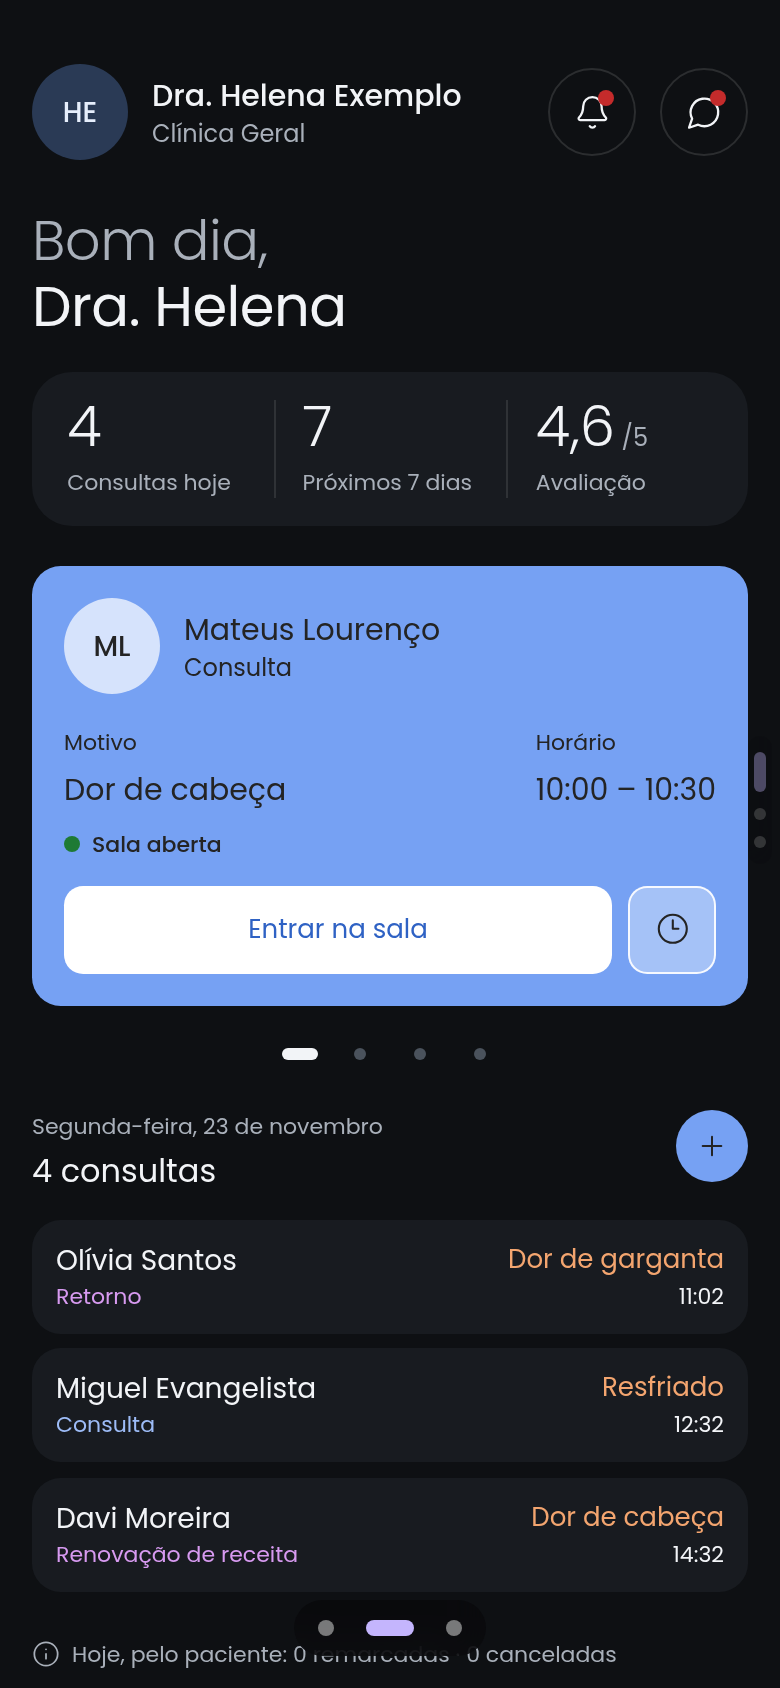 HE
Dra. Helena Exemplo
Clínica Geral
Bom dia,
Dra. Helena
4
Consultas hoje
7
Próximos 7 dias
4,6 /5
Avaliação
ML
Mateus Lourenço
Consulta
Motivo
Dor de cabeça
Horário
10:00 – 10:30
Sala aberta
Entrar na sala
Segunda-feira, 23 de novembro
4 consultas
Olívia Santos
Dor de garganta
Retorno
11:02
Miguel Evangelista
Resfriado
Consulta
12:32
Davi Moreira
Dor de cabeça
Renovação de receita
14:32
Hoje, pelo paciente: 0 remarcadas · 0 canceladas